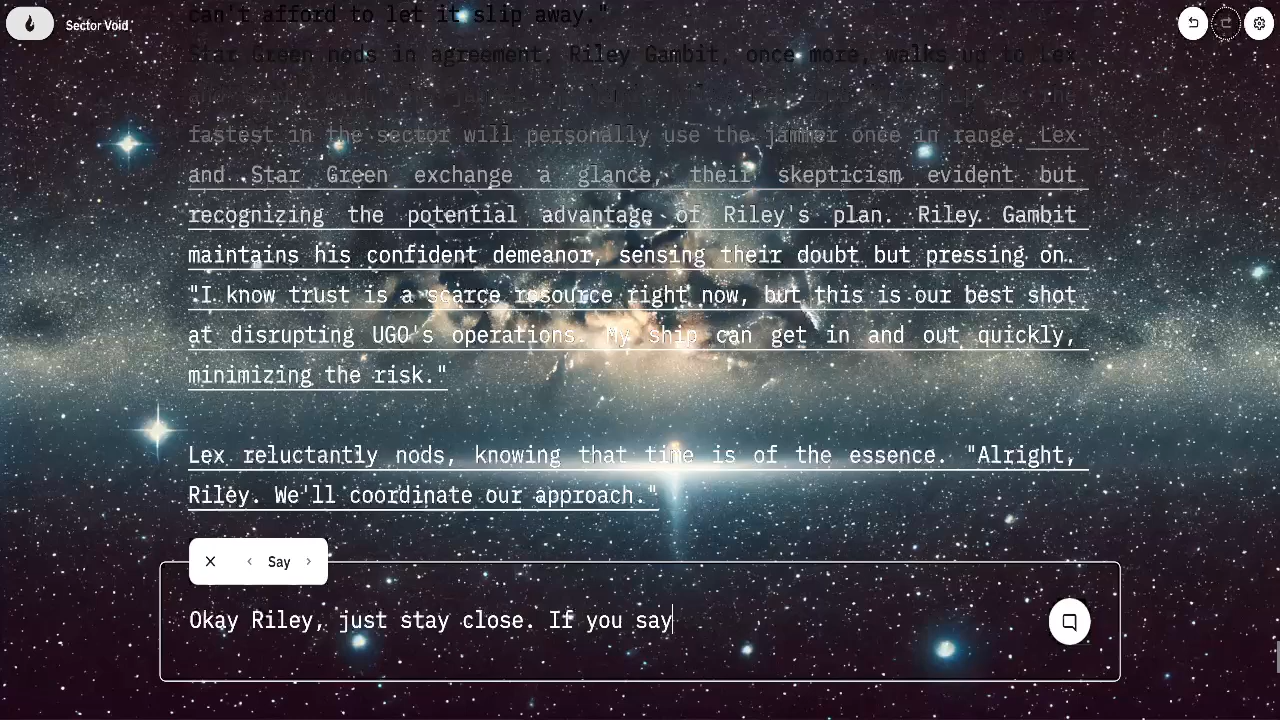 can't afford to let it slip away."
Sector Void
Star Green nods in agreement. Riley Gambit, once more, walks up to Lex
fastest in the sector will personally use the jammer once in range. Lex
and Star Green exchange a glance, their skepticism evident but
recognizing the potential advantage of Riley's plan. Riley Gambit
maintains his confident demeanor, sensing their doubt but pressing on.
"I know trust is a scarce resource right now, but this is our best shot
at disrupting UGO's operations. My ship can get in and out quickly,
minimizing the risk."
Lex reluctantly nods, knowing that time is of the essence. "Alright,
Riley. We'll coordinate our approach."
Say
Okay Riley, just stay close. If you say